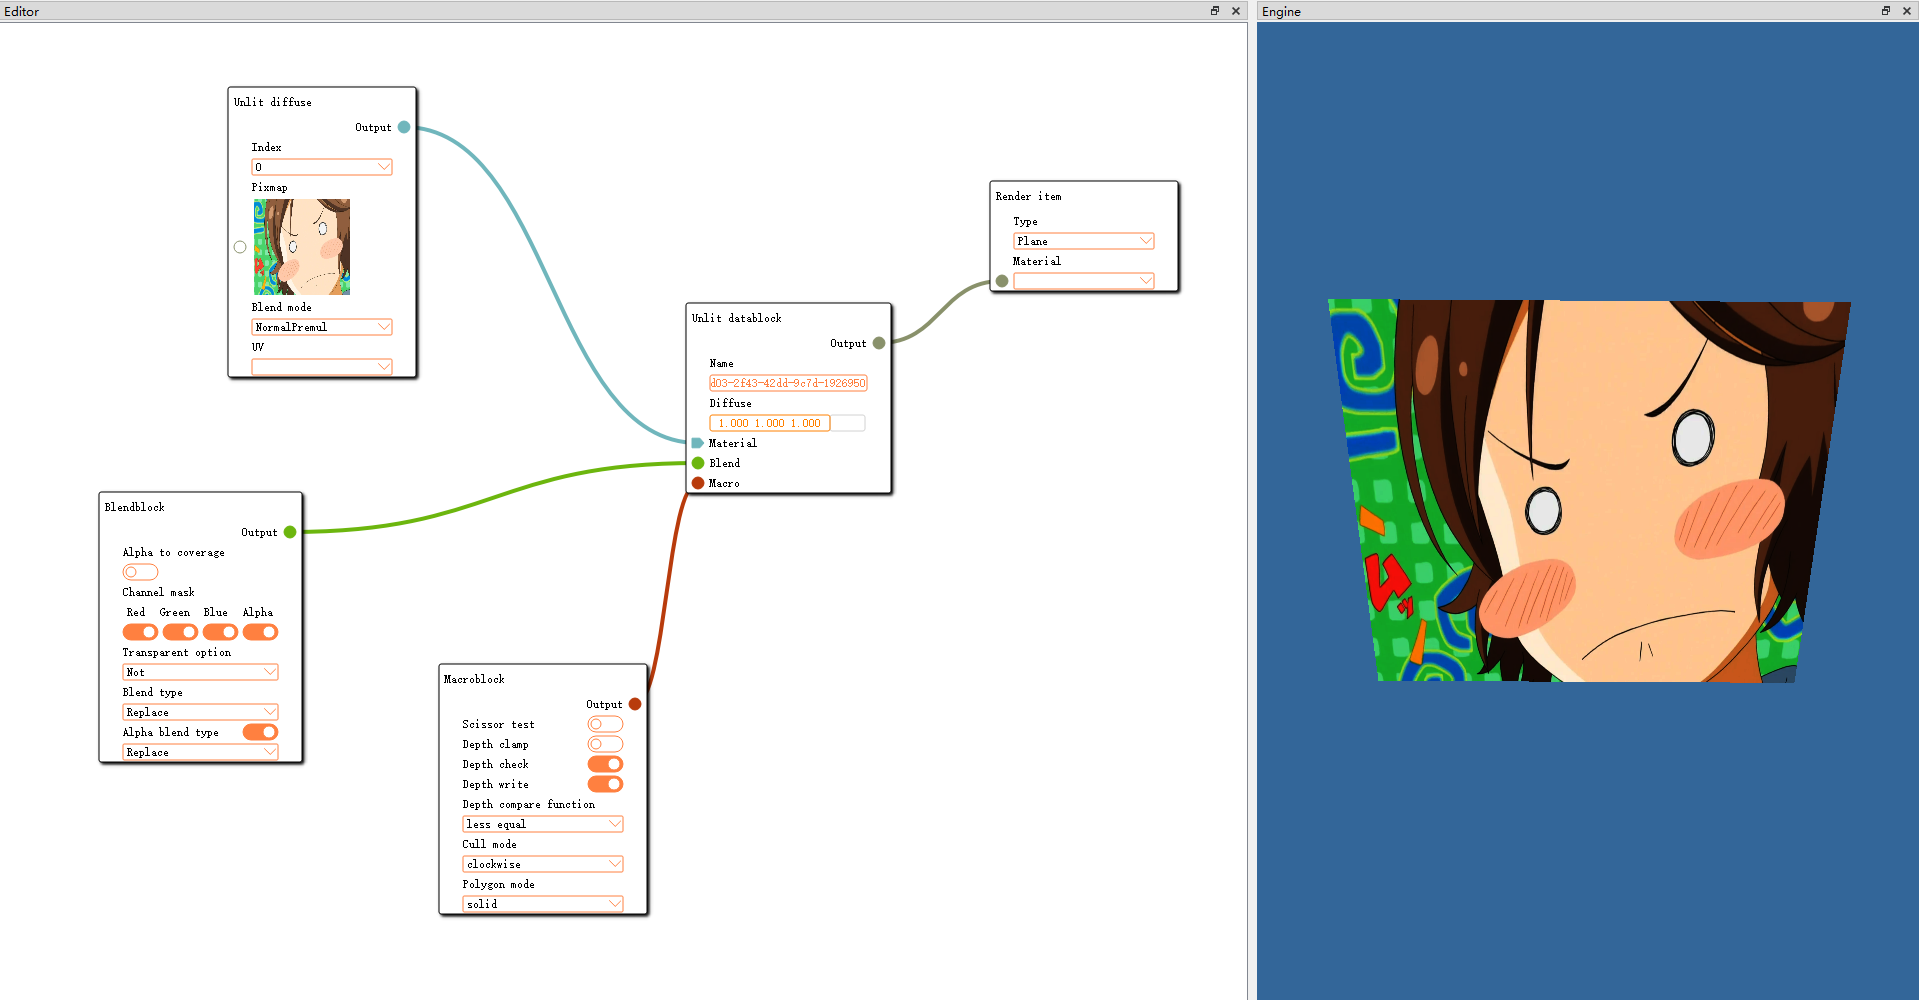 Editor
Engine
Unlit diffuse
Output
Index
0
Pixmap
Blend mode
NormalPremul
UV
Render item
Type
Plane
Material
Unlit datablock
Output
Name
d03-2f43-42dd-9c7d-1926950
Diffuse
1.000 1.000 1.000
Material
Blend
Macro
Blendblock
Output
Alpha to coverage
Channel mask
Red Green Blue Alpha
Transparent option
Not
Blend type
Replace
Alpha blend type
Replace
Macroblock
Output
Scissor test
Depth clamp
Depth check
Depth write
Depth compare function
less equal
Cull mode
clockwise
Polygon mode
solid